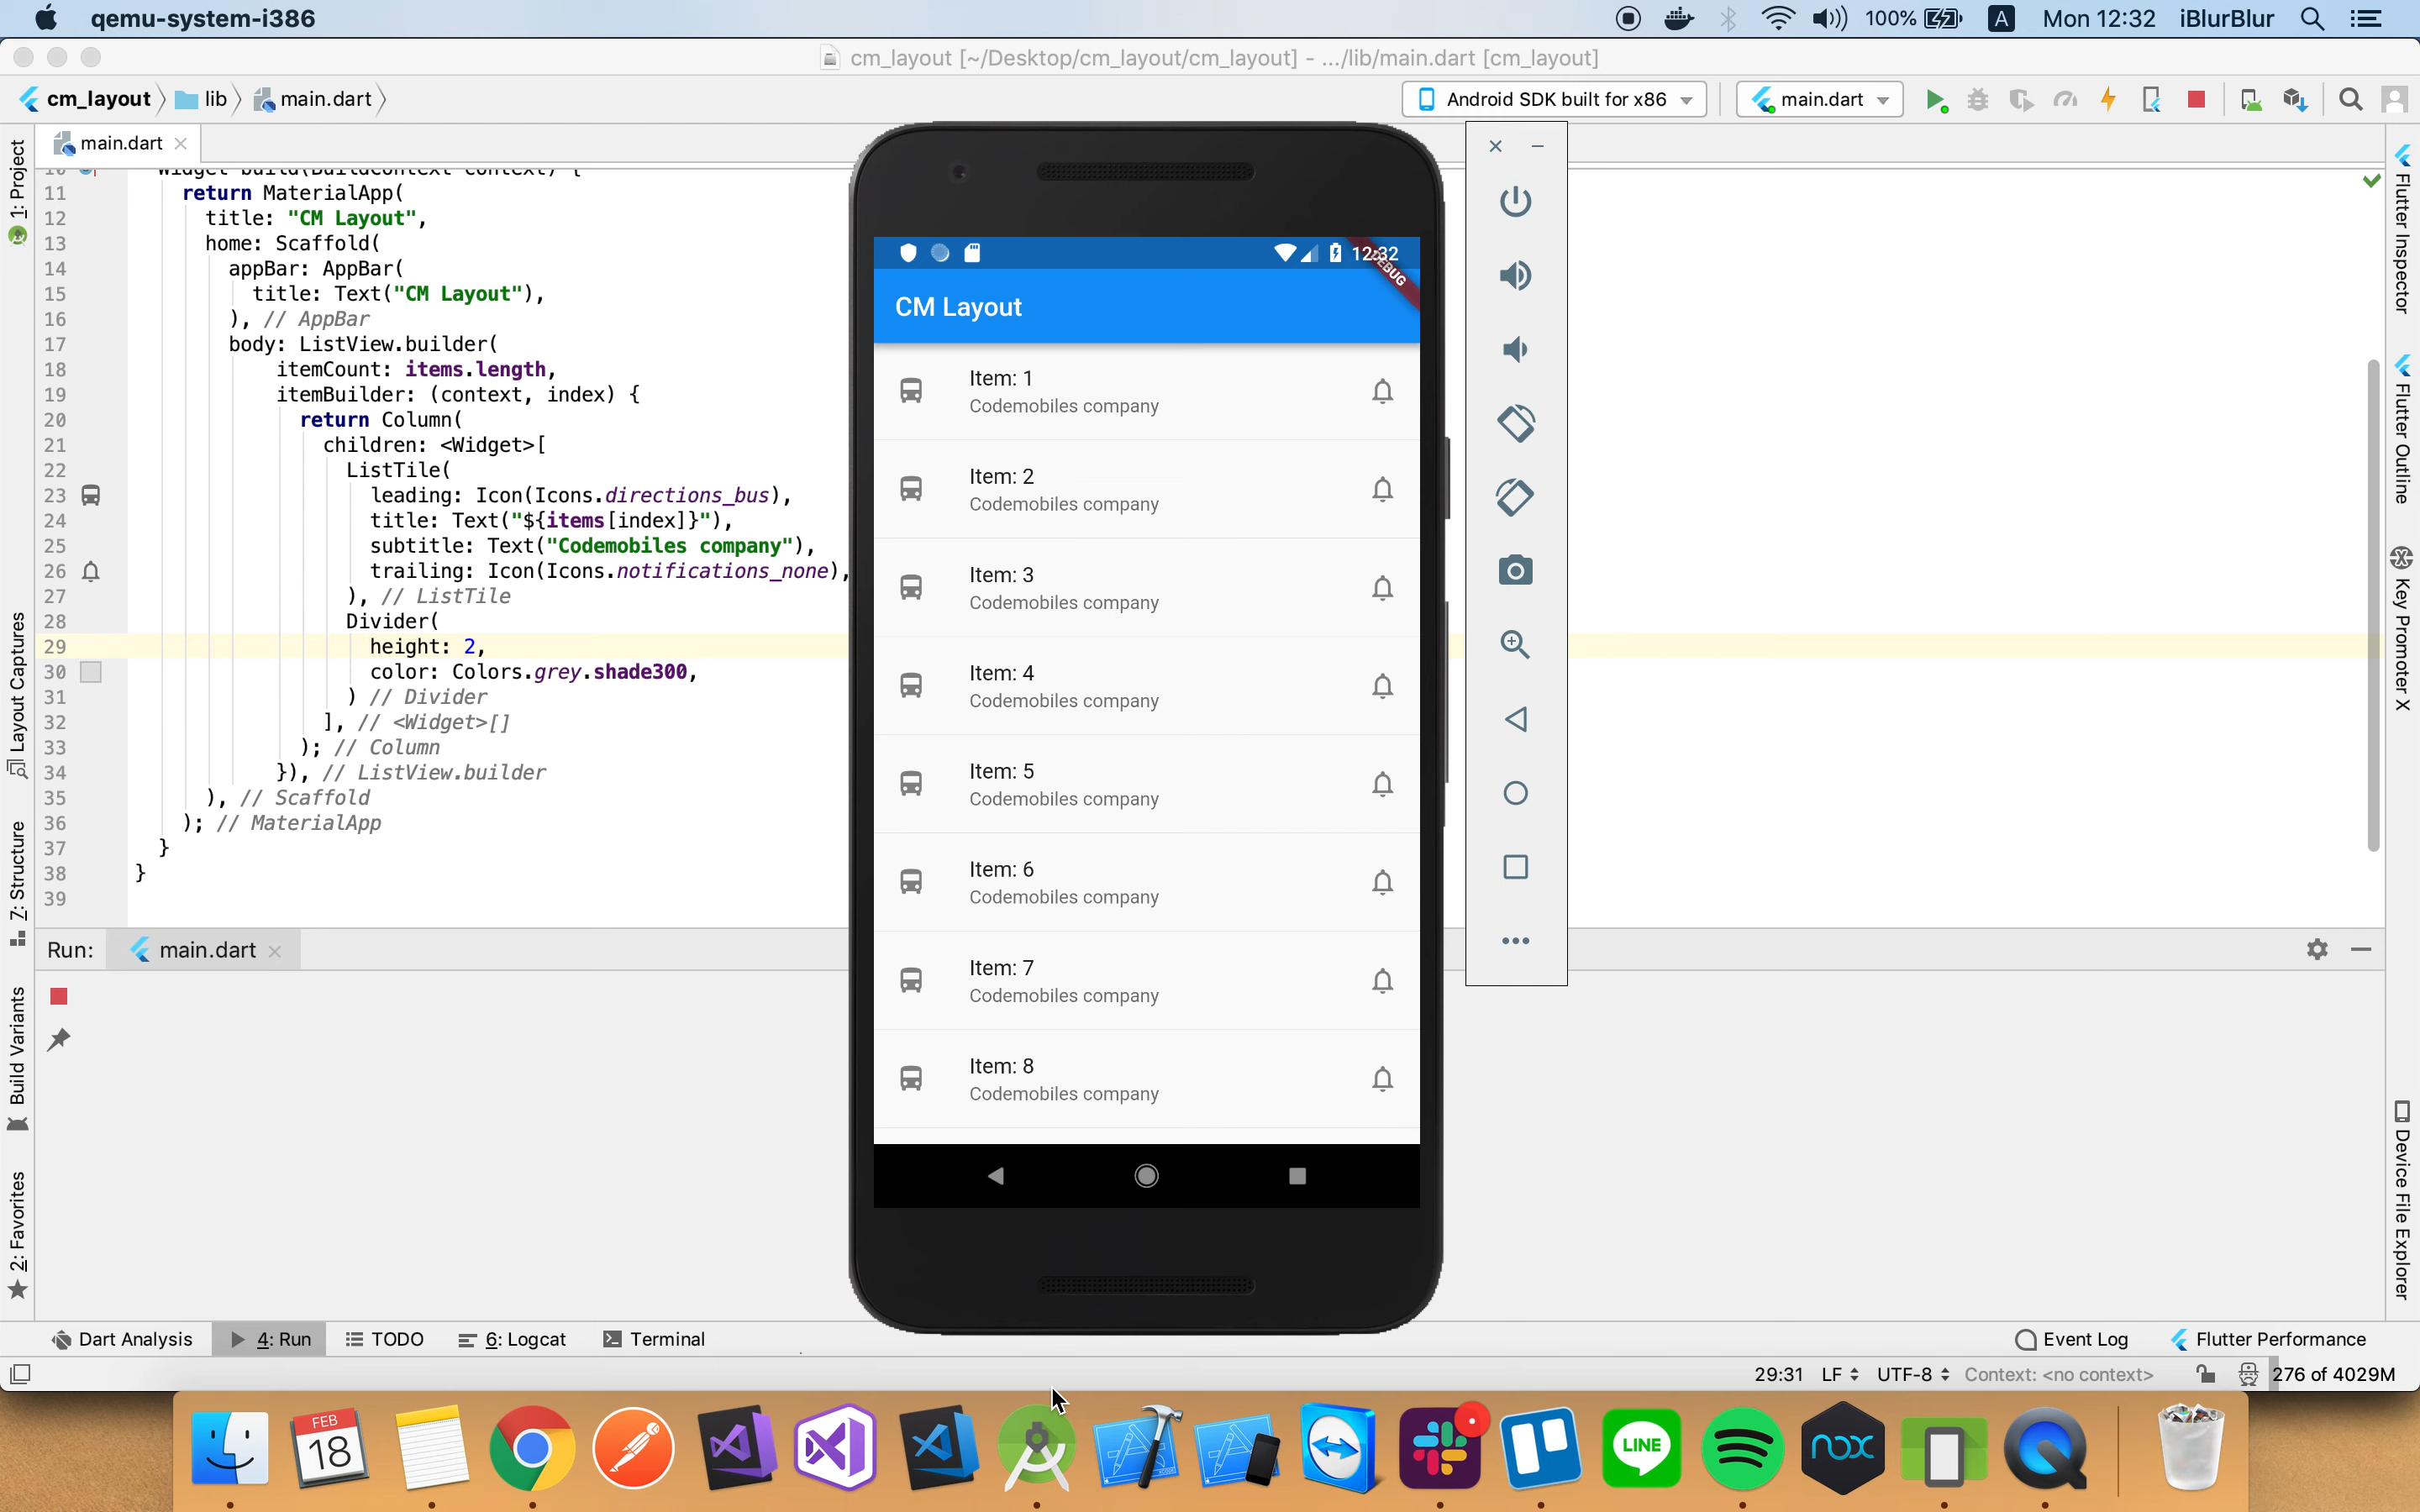 qemu-system-i386
100%
A
Mon 12:32
iBlurBlur
cm_layout [~/Desktop/cm_layout/cm_layout] - .../lib/main.dart [cm_layout]
cm_layout
lib
main.dart
Android SDK built for x86
main.dart
main.dart
10 Widget build(BuildContext context) {
11 return MaterialApp(
12 title: "CM Layout",
13 home: Scaffold(
14 appBar: AppBar(
15 title: Text("CM Layout"),
16 ), // AppBar
17 body: ListView.builder(
18 itemCount: items.length,
19 itemBuilder: (context, index) {
20 return Column(
21 children: <Widget>[
22 ListTile(
23 leading: Icon(Icons.directions_bus),
24 title: Text("${items[index]}"),
25 subtitle: Text("Codemobiles company"),
26 trailing: Icon(Icons.notifications_none),
27 ), // ListTile
28 Divider(
29 height: 2,
30 color: Colors.grey.shade300,
31 ) // Divider
32 ], // <Widget>[]
33 ); // Column
34 }), // ListView.builder
35 ), // Scaffold
36 ); // MaterialApp
37 }
38 }
39
12:32
DEBUG
CM Layout
Item: 1
Codemobiles company
Item: 2
Codemobiles company
Item: 3
Codemobiles company
Item: 4
Codemobiles company
Item: 5
Codemobiles company
Item: 6
Codemobiles company
Item: 7
Codemobiles company
Item: 8
Codemobiles company
1: Project
Layout Captures
7: Structure
Build Variants
2: Favorites
Flutter Inspector
Flutter Outline
Key Promoter X
Device File Explorer
Run:
main.dart
Dart Analysis
4: Run
TODO
6: Logcat
Terminal
Event Log
Flutter Performance
29:31
LF
UTF-8
Context: <no context>
276 of 4029M
FEB
18
LINE
nox